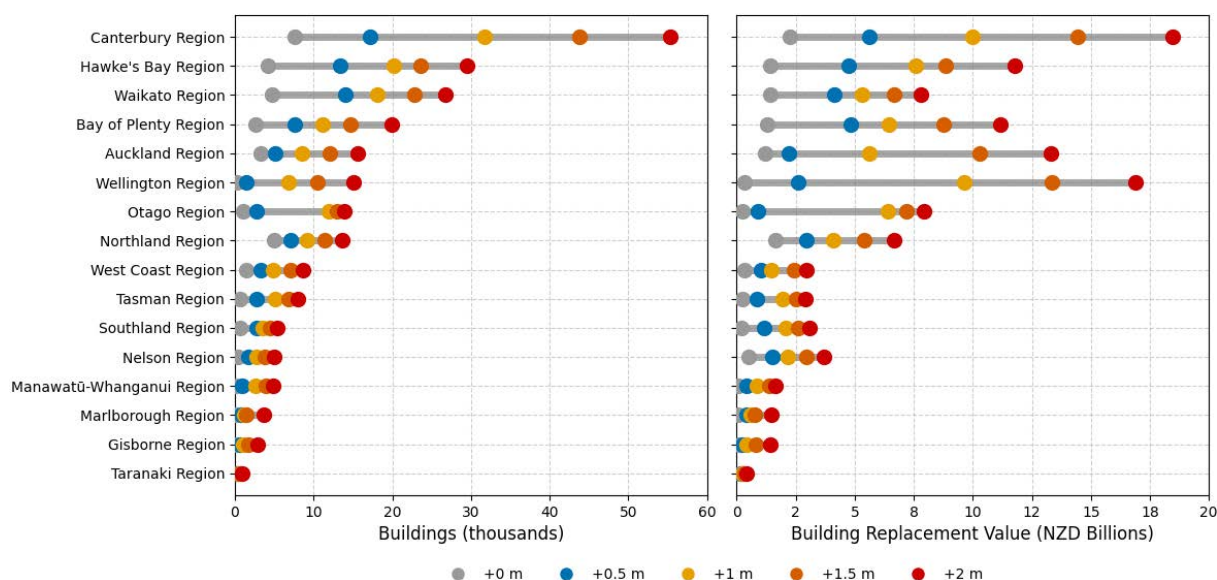 Canterbury Region
Hawke's Bay Region
Waikato Region
Bay of Plenty Region
Auckland Region
Wellington Region
Otago Region
Northland Region
West Coast Region
Tasman Region
Southland Region
Nelson Region
Manawatū-Whanganui Region
Marlborough Region
Gisborne Region
Taranaki Region
0 10 20 30 40 50 60
Buildings (thousands)
0 2 5 8 10 12 15 18 20
Building Replacement Value (NZD Billions)
+0 m +0.5 m +1 m +1.5 m +2 m